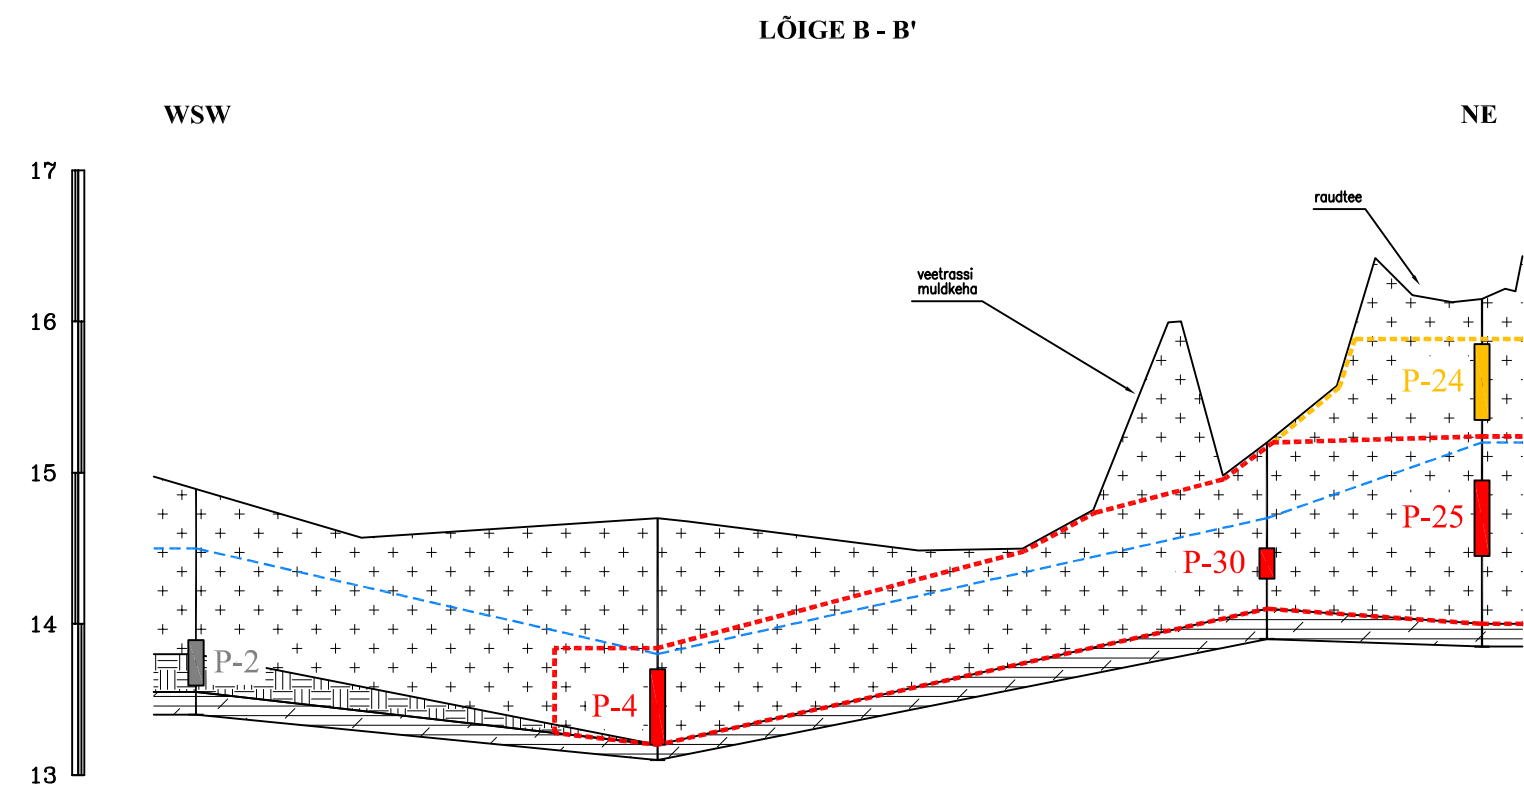 LÕIGE B - B'
WSW
NE
17
raudtee
veetrassi
muldkeha
16
P-24
15
P-25
P-30
14
P-2
P-4
13